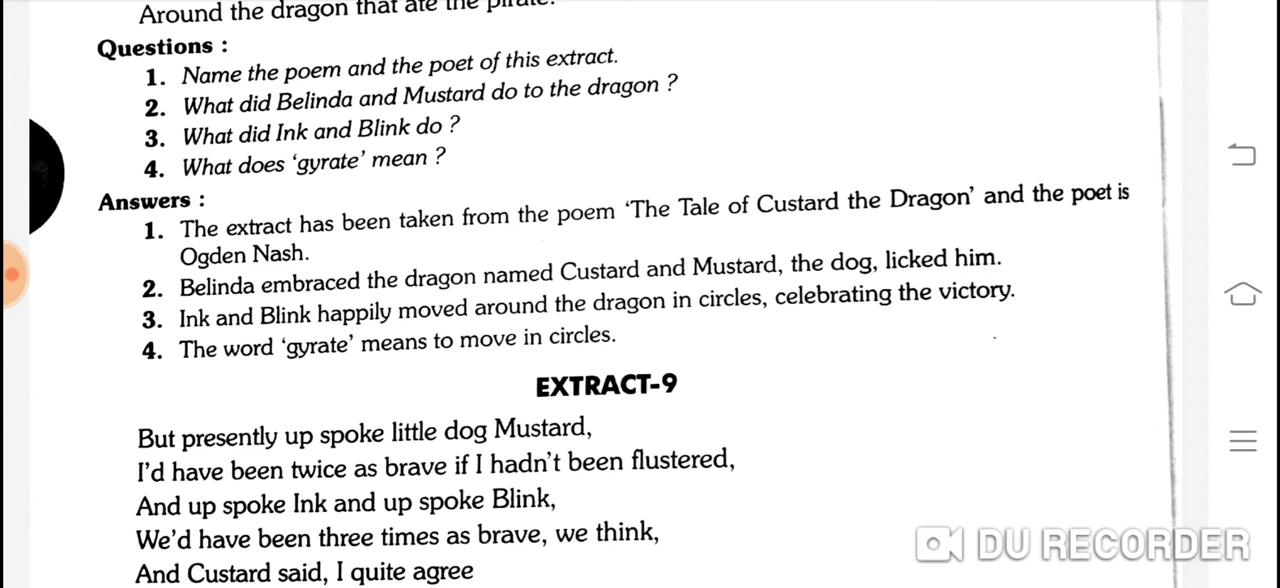 Around the dragon that ate the pirate.
Questions :
1. Name the poem and the poet of this extract.
2. What did Belinda and Mustard do to the dragon ?
3. What did Ink and Blink do ?
4. What does ‘gyrate’ mean ?
Answers :
1. The extract has been taken from the poem ‘The Tale of Custard the Dragon’ and the poet is
Ogden Nash.
2. Belinda embraced the dragon named Custard and Mustard, the dog, licked him.
3. Ink and Blink happily moved around the dragon in circles, celebrating the victory.
4. The word ‘gyrate’ means to move in circles.
EXTRACT-9
But presently up spoke little dog Mustard,
I’d have been twice as brave if I hadn’t been flustered,
And up spoke Ink and up spoke Blink,
We’d have been three times as brave, we think,
And Custard said, I quite agree
DU RECORDER